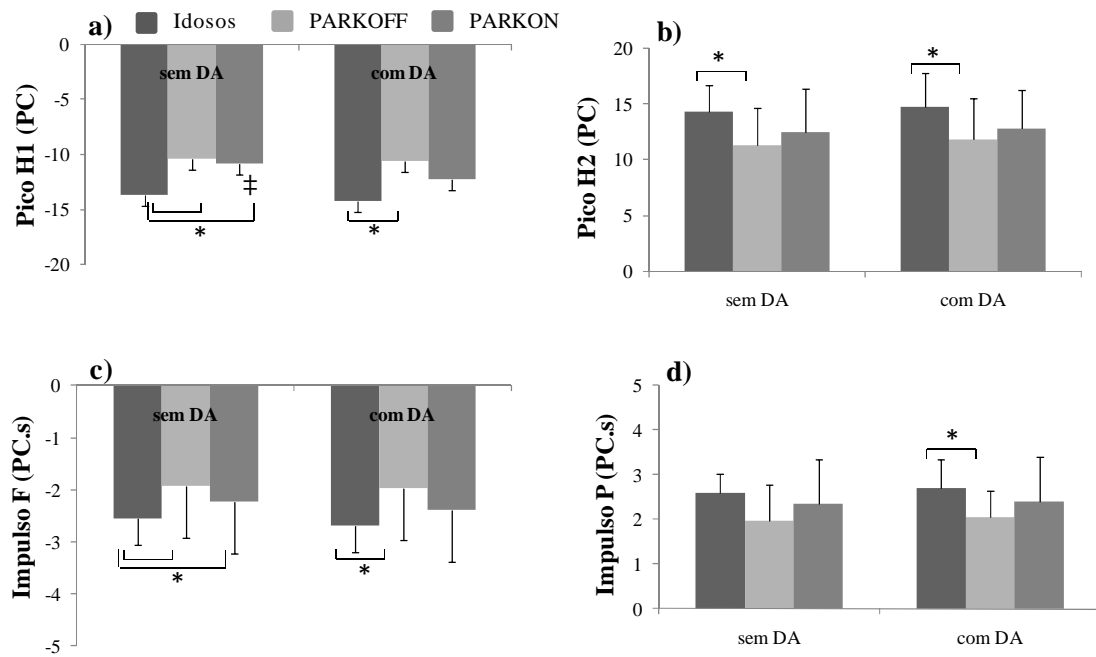 a)
Idosos PARKOFF PARKON
Pico H1 (PC)
0
-5
-10
-15
-20
sem DA
com DA
‡
*
*
b)
Pico H2 (PC)
20
15
10
5
0
*
*
sem DA
com DA
c)
Impulso F (PC.s)
0
-1
-2
-3
-4
-5
sem DA
com DA
*
*
d)
Impulso P (PC.s)
5
4
3
2
1
0
*
sem DA
com DA